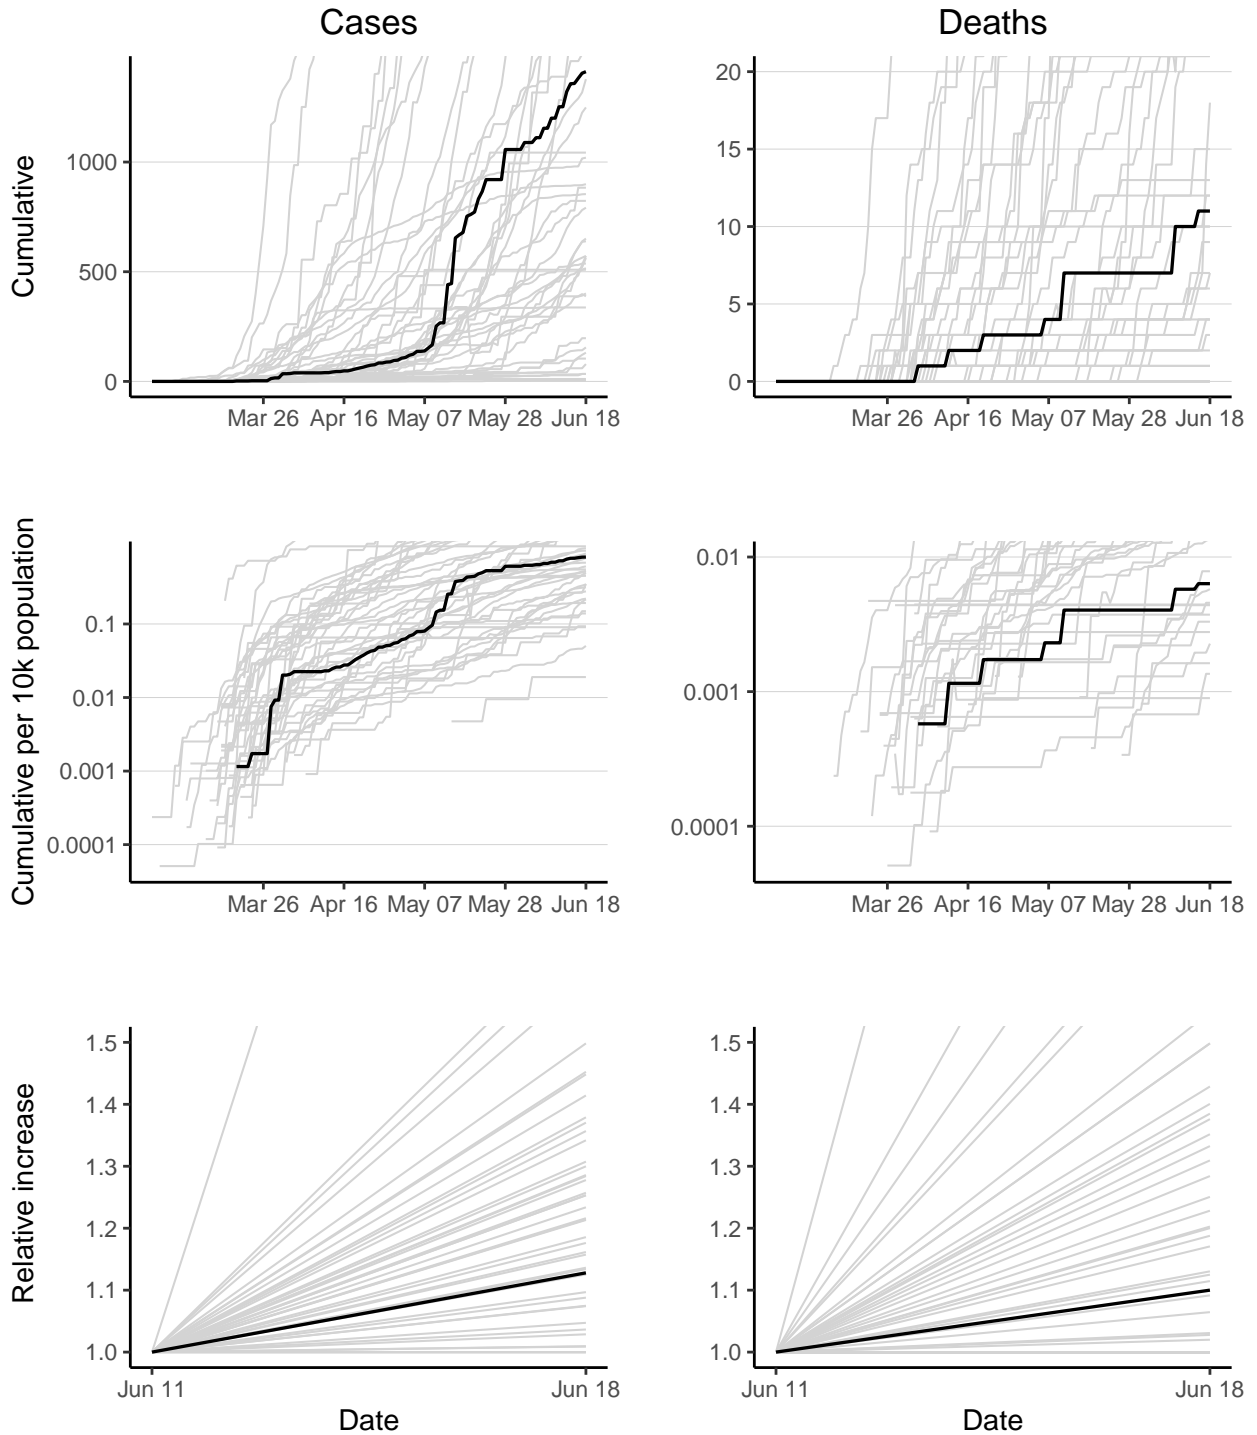 Cases
Deaths
Cumulative
1000
500
0
Mar 26 Apr 16 May 07 May 28 Jun 18
20
15
10
5
0
Mar 26 Apr 16 May 07 May 28 Jun 18
Cumulative per 10k population
0.1
0.01
0.001
0.0001
Mar 26 Apr 16 May 07 May 28 Jun 18
0.01
0.001
0.0001
Mar 26 Apr 16 May 07 May 28 Jun 18
Relative increase
1.5
1.4
1.3
1.2
1.1
1.0
Jun 11 Jun 18
Date
1.5
1.4
1.3
1.2
1.1
1.0
Jun 11 Jun 18
Date